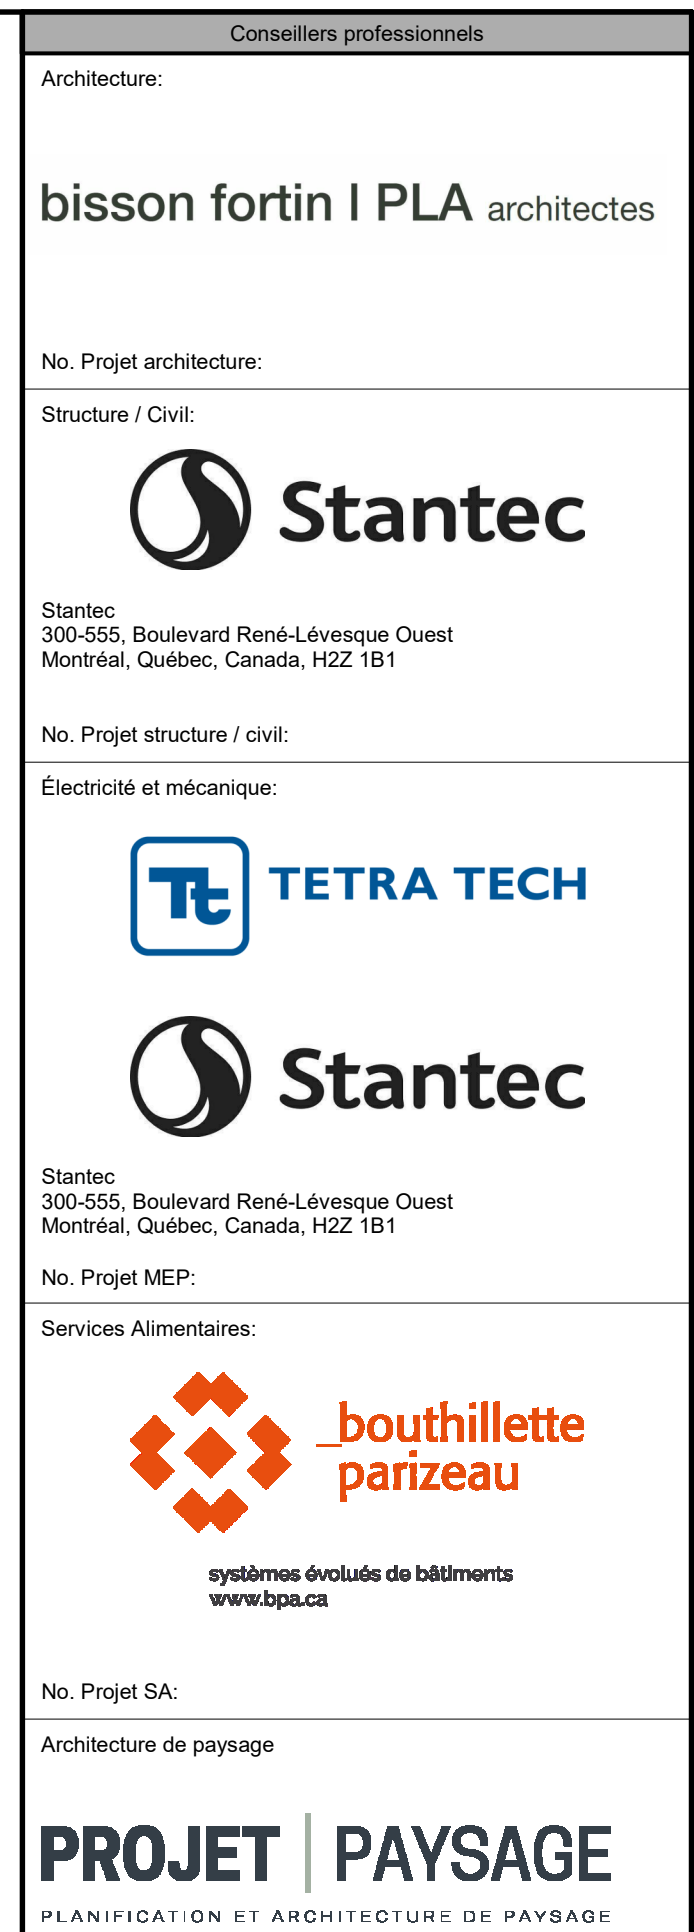 Conseillers professionnels
Architecture:
bisson fortin | PLA architectes
No. Projet architecture:
Structure / Civil:
Stantec
Stantec
300-555, Boulevard René-Lévesque Ouest
Montréal, Québec, Canada, H2Z 1B1
No. Projet structure / civil:
Électricité et mécanique:
Tt TETRA TECH
Stantec
Stantec
300-555, Boulevard René-Lévesque Ouest
Montréal, Québec, Canada, H2Z 1B1
No. Projet MEP:
Services Alimentaires:
_bouthillette
parizeau
systèmes évolués de bâtiments
www.bpa.ca
No. Projet SA:
Architecture de paysage
PROJET | PAYSAGE
PLANIFICATION ET ARCHITECTURE DE PAYSAGE